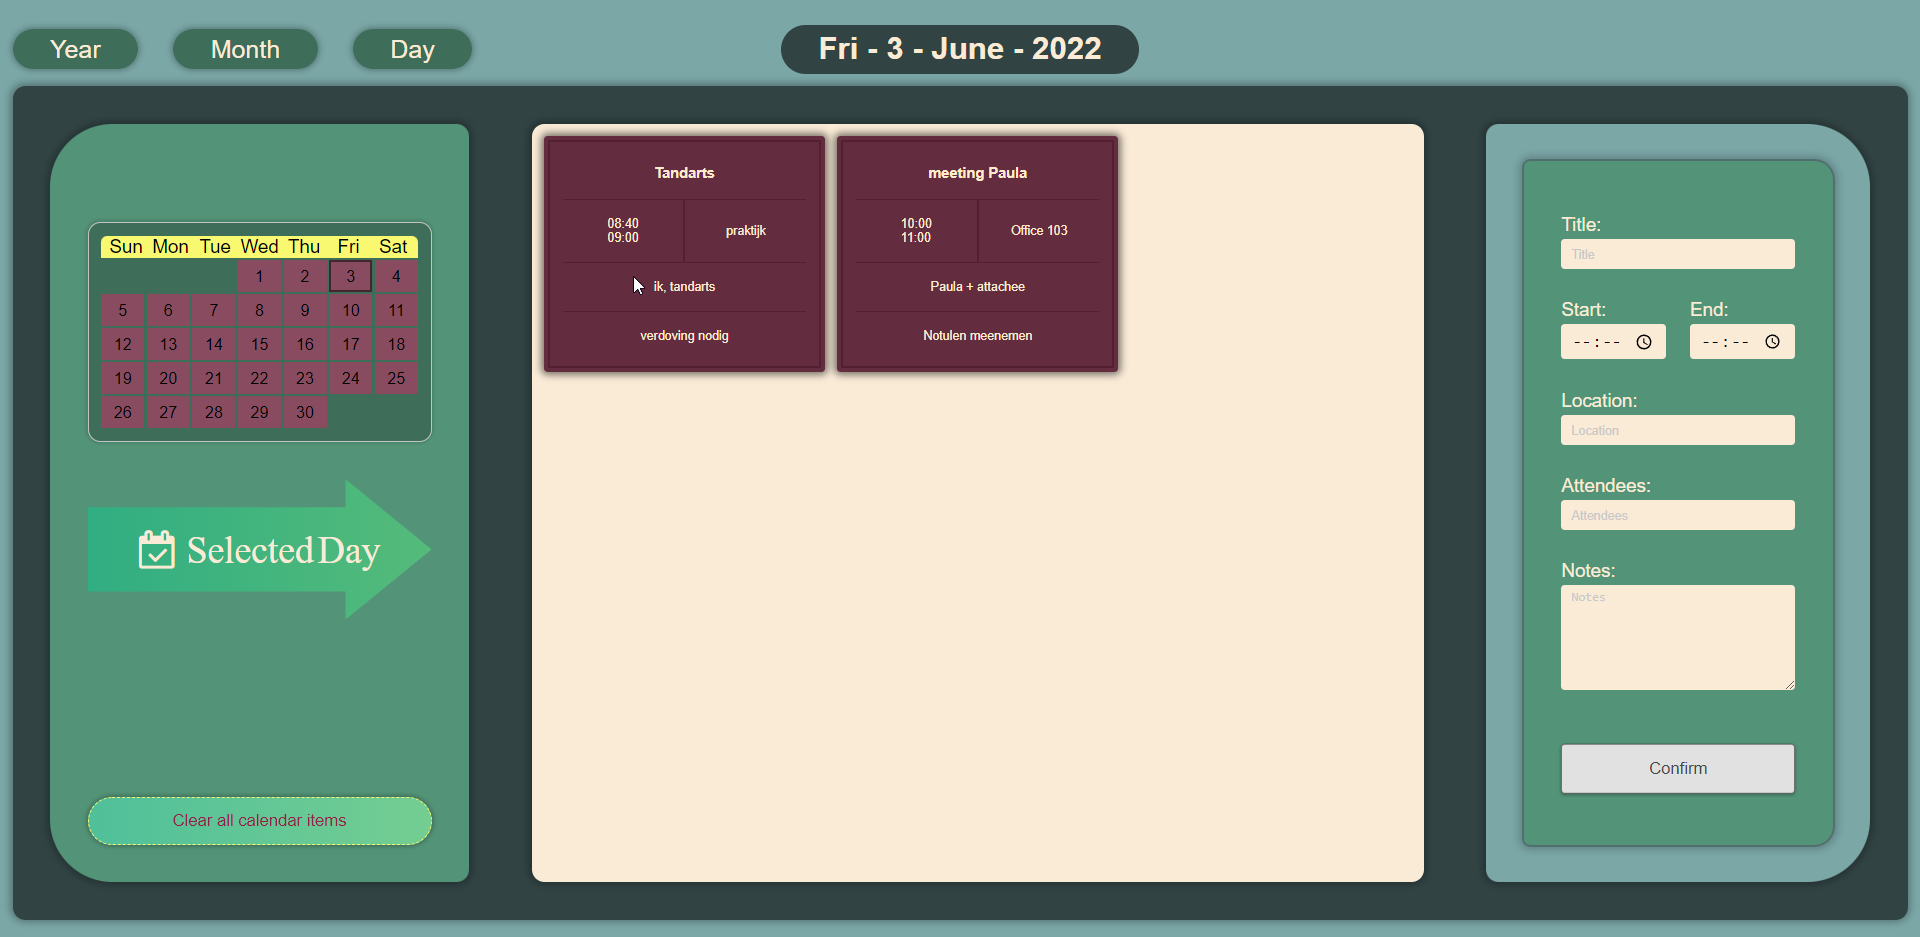 Year Month Day
Fri - 3 - June - 2022
Sun Mon Tue Wed Thu Fri Sat
1 2 3 4
5 6 7 8 9 10 11
12 13 14 15 16 17 18
19 20 21 22 23 24 25
26 27 28 29 30
Selected Day
Clear all calendar items
Tandarts
08:40
09:00
praktijk
ik, tandarts
verdoving nodig
meeting Paula
10:00
11:00
Office 103
Paula + attachee
Notulen meenemen
Title:
Title
Start: End:
--:-- --:--
Location:
Location
Attendees:
Attendees
Notes:
Notes
Confirm